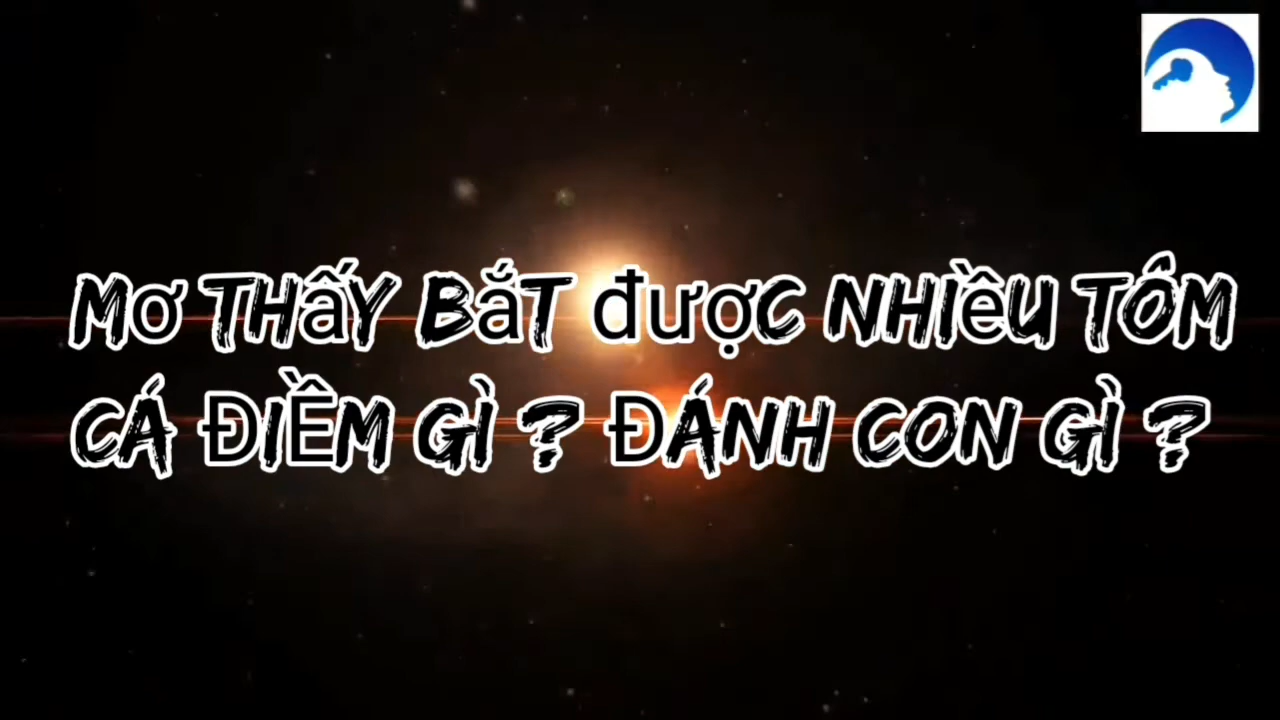 Mơ THấY BắT đượC NHIềU TÔM
CÁ ĐIỀM GÌ ? ĐÁNH CON GÌ ?